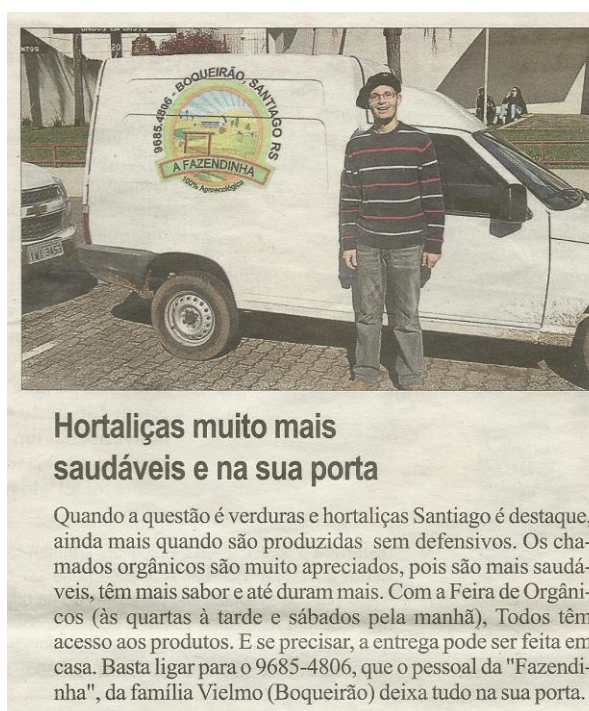 9685.4806 - BOQUEIRÃO, SANTIAGO RS
A FAZENDINHA
100% Agroecológica
Hortaliças muito mais
saudáveis e na sua porta
Quando a questão é verduras e hortaliças Santiago é destaque,
ainda mais quando são produzidas sem defensivos. Os cha-
mados orgânicos são muito apreciados, pois são mais saudá-
veis, têm mais sabor e até duram mais. Com a Feira de Orgâni-
cos (às quartas à tarde e sábados pela manhã), Todos têm
acesso aos produtos. E se precisar, a entrega pode ser feita em
casa. Basta ligar para o 9685-4806, que o pessoal da "Fazendi-
nha", da família Vielmo (Boqueirão) deixa tudo na sua porta.